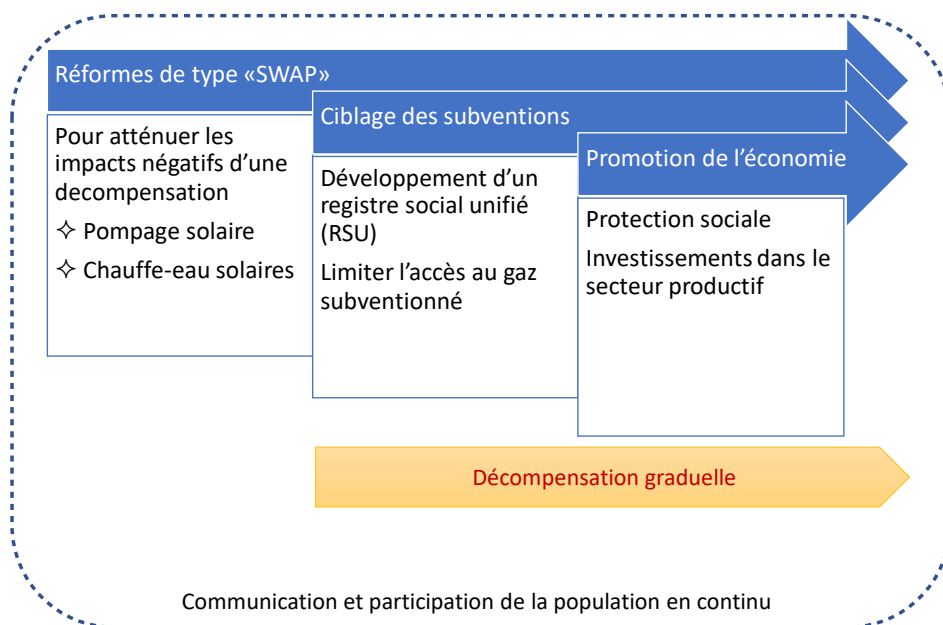 Réformes de type «SWAP»
Pour atténuer les
impacts négatifs d’une
decompensation
✧ Pompage solaire
✧ Chauffe-eau solaires
Ciblage des subventions
Développement d’un
registre social unifié
(RSU)
Limiter l’accès au gaz
subventionné
Promotion de l’économie
Protection sociale
Investissements dans le
secteur productif
Décompensation graduelle
Communication et participation de la population en continu